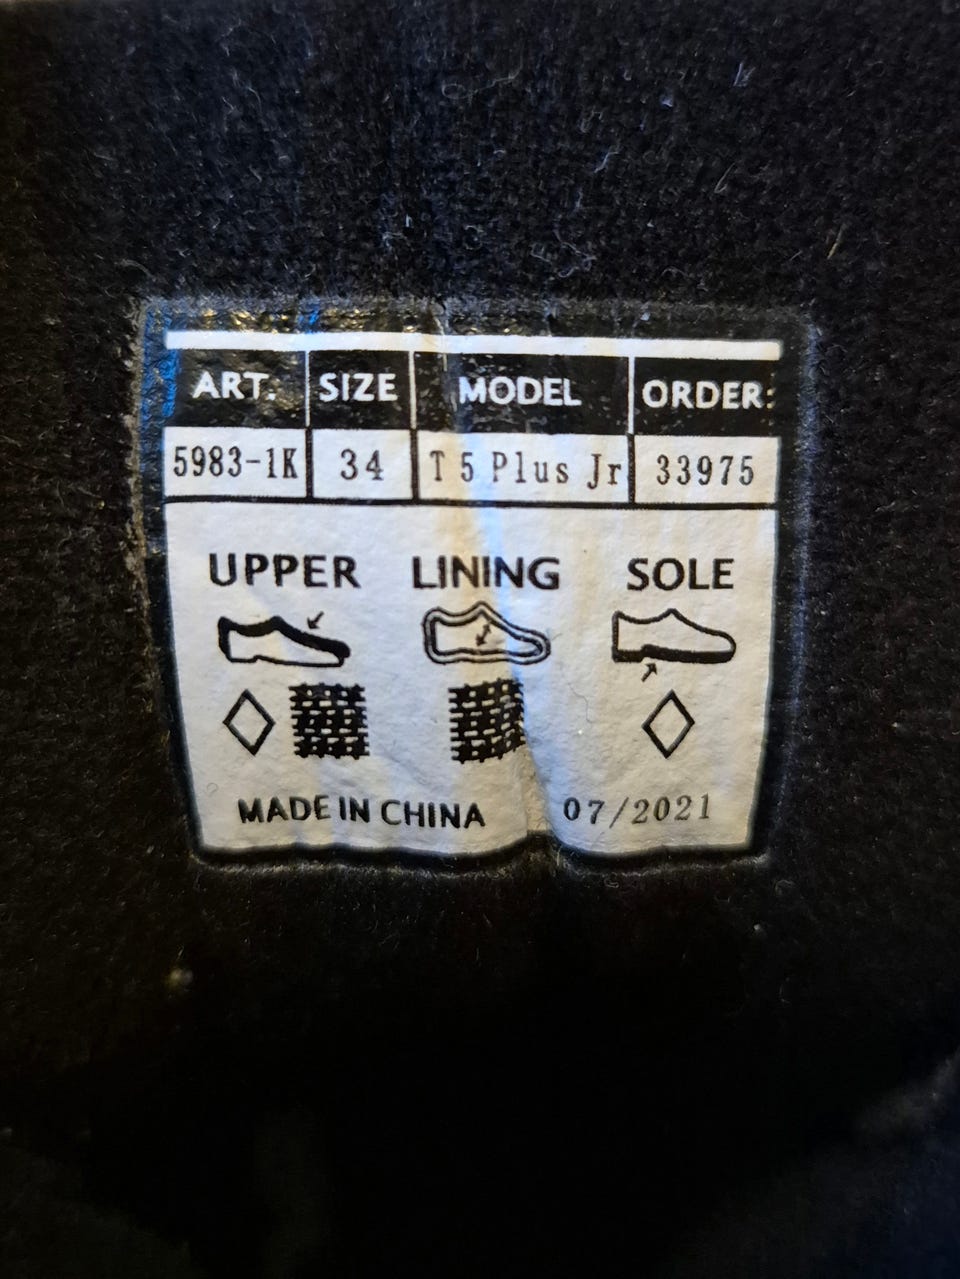 ART. SIZE MODEL ORDER:
5983-1K 34 T 5 Plus Jr 33975
UPPER LINING SOLE
MADE IN CHINA 07/2021